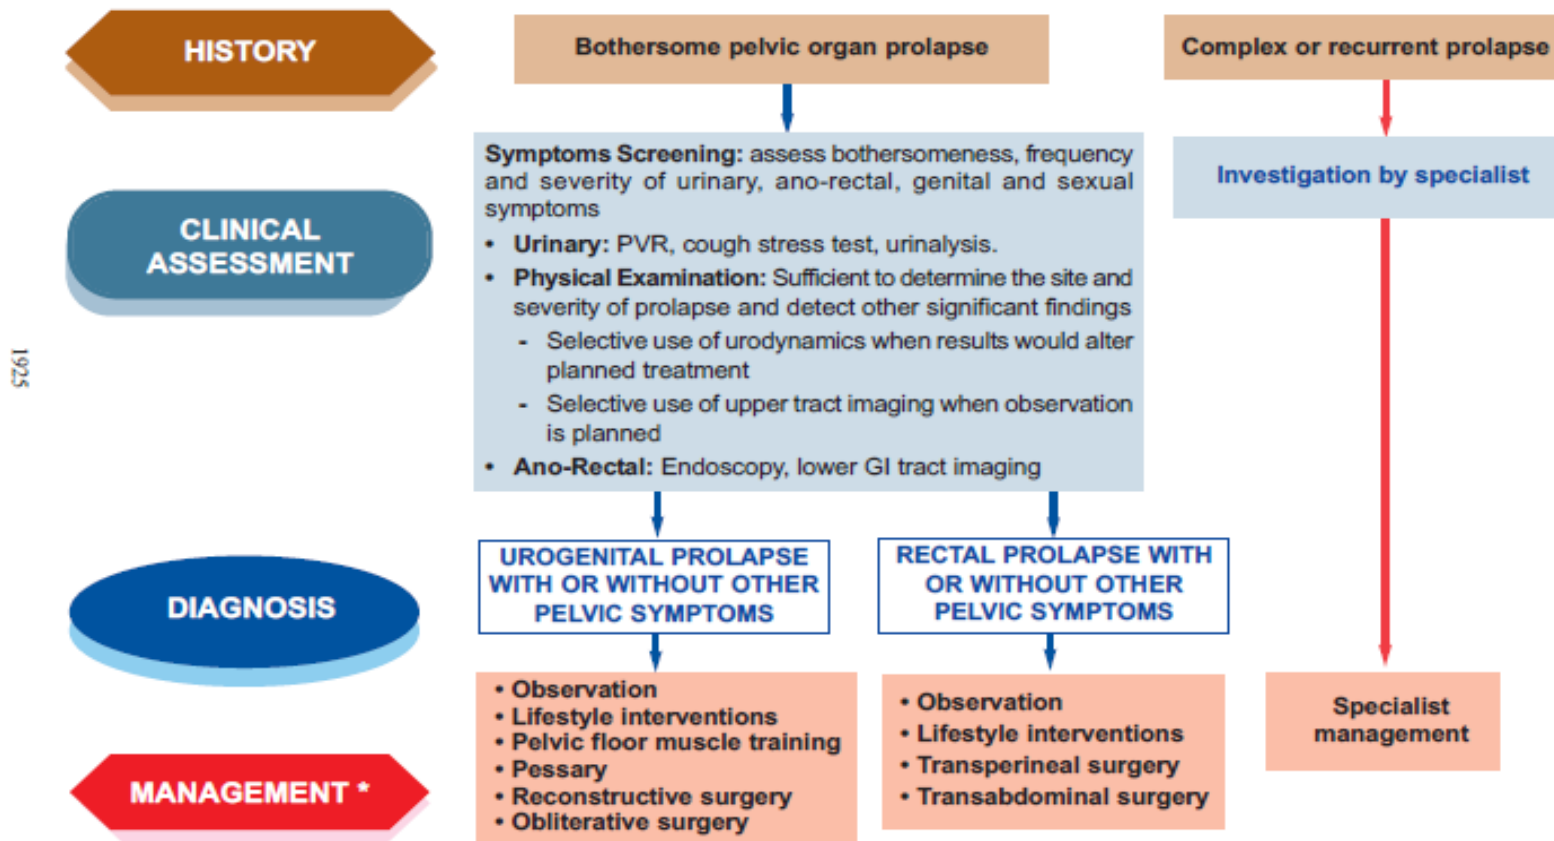 HISTORY
Bothersome pelvic organ prolapse
Complex or recurrent prolapse
CLINICAL
ASSESSMENT
Symptoms Screening: assess bothersomeness, frequency
and severity of urinary, ano-rectal, genital and sexual
symptoms
• Urinary: PVR, cough stress test, urinalysis.
• Physical Examination: Sufficient to determine the site and
severity of prolapse and detect other significant findings
- Selective use of urodynamics when results would alter
planned treatment
- Selective use of upper tract imaging when observation
is planned
• Ano-Rectal: Endoscopy, lower GI tract imaging
Investigation by specialist
1925
DIAGNOSIS
UROGENITAL PROLAPSE
WITH OR WITHOUT OTHER
PELVIC SYMPTOMS
RECTAL PROLAPSE WITH
OR WITHOUT OTHER
PELVIC SYMPTOMS
MANAGEMENT *
• Observation
• Lifestyle interventions
• Pelvic floor muscle training
• Pessary
• Reconstructive surgery
• Obliterative surgery
• Observation
• Lifestyle interventions
• Transperineal surgery
• Transabdominal surgery
Specialist
management